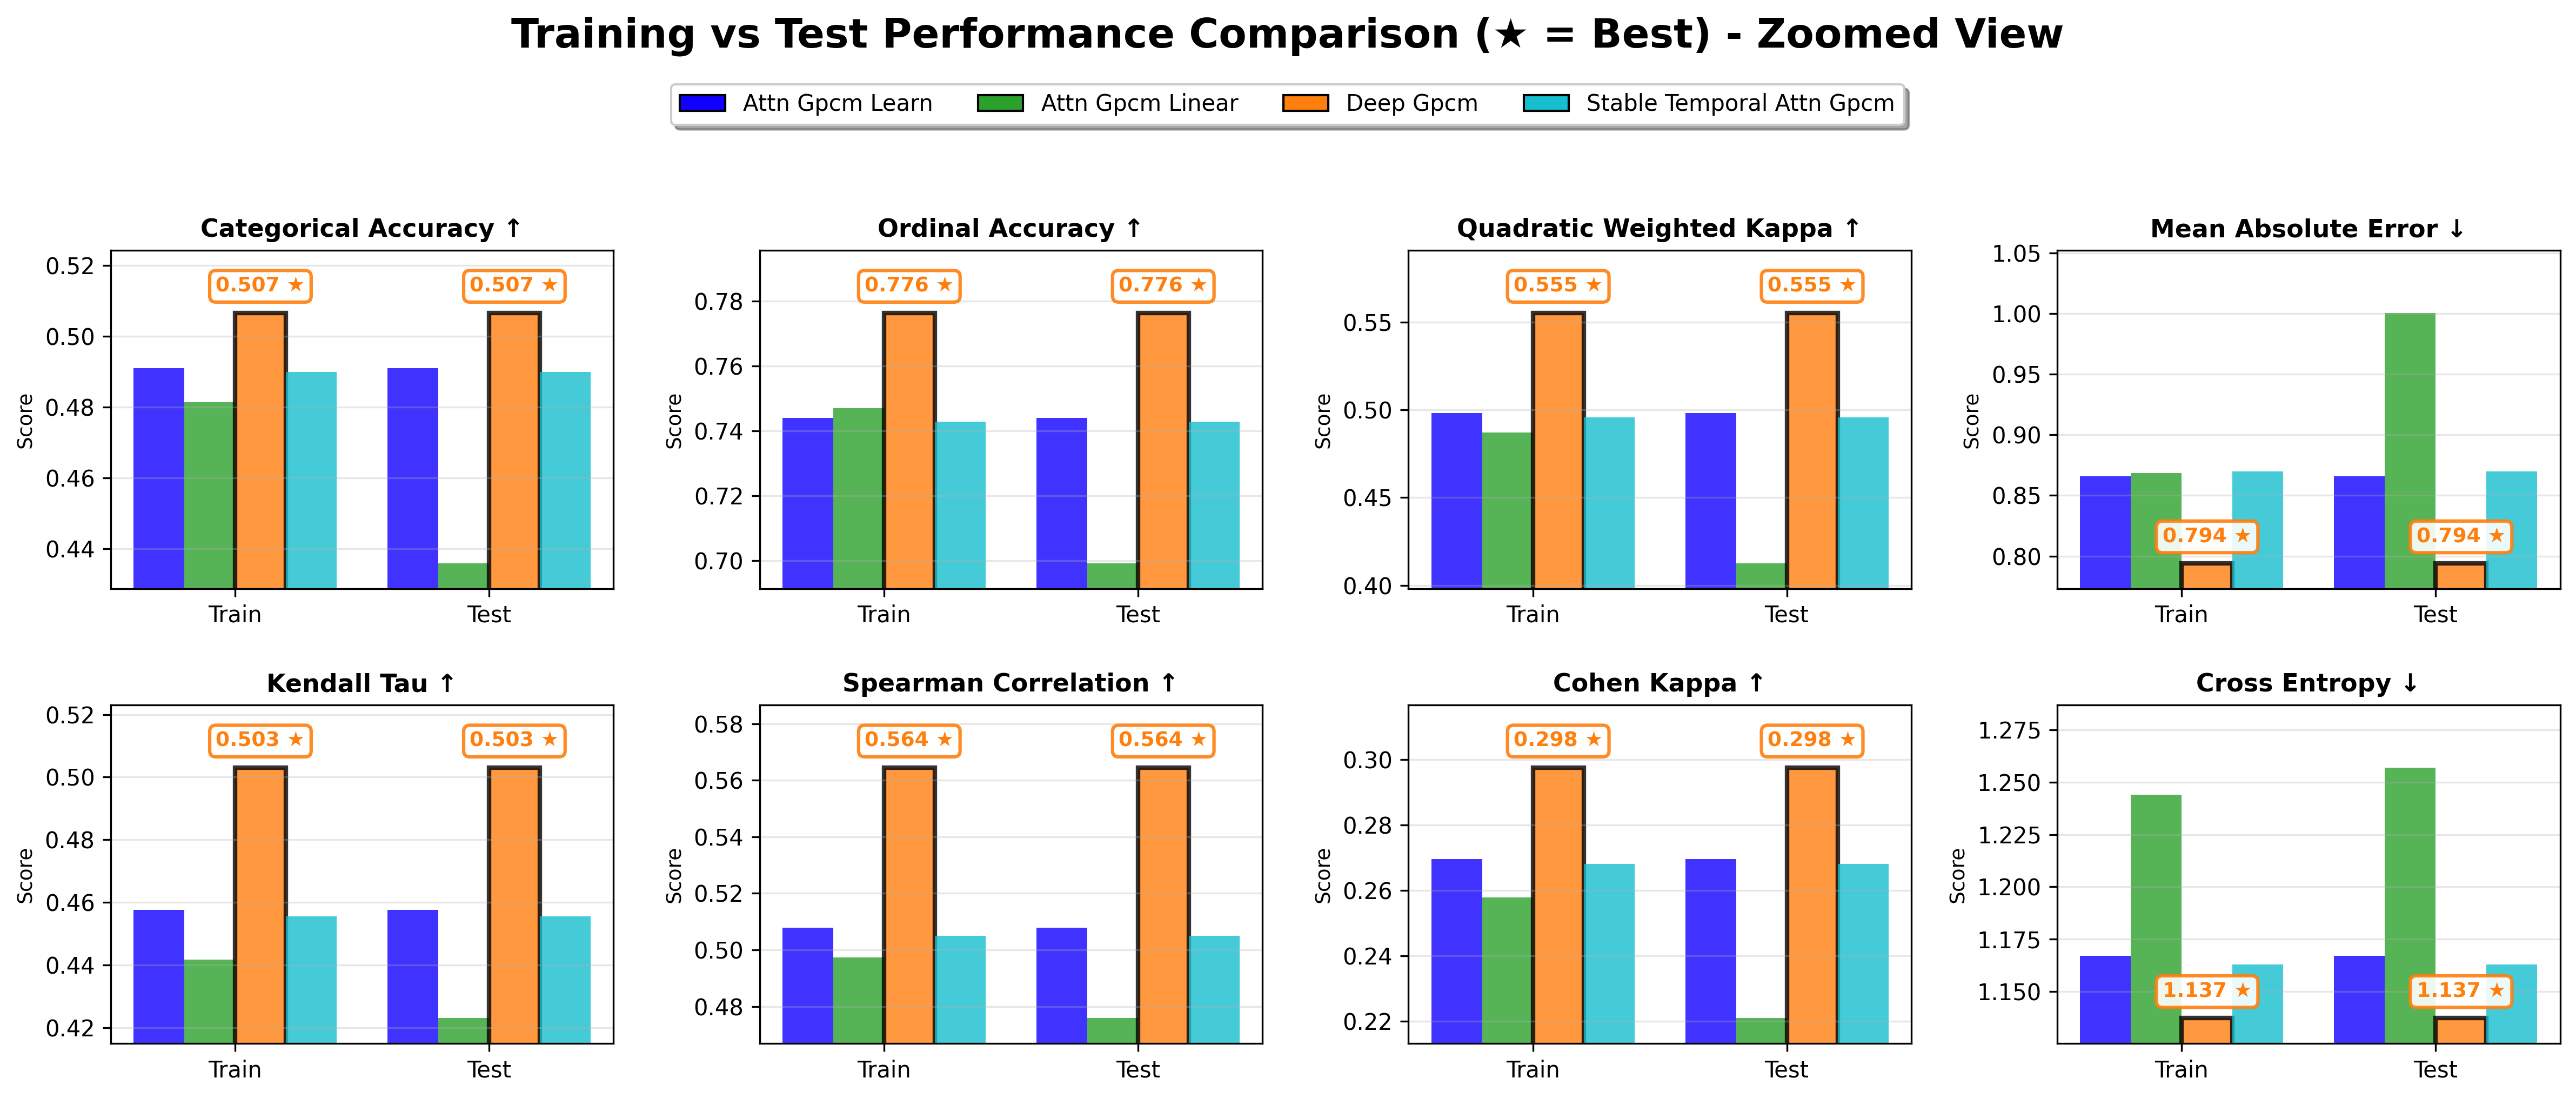 Training vs Test Performance Comparison (★ = Best) - Zoomed View
Attn Gpcm Learn Attn Gpcm Linear Deep Gpcm Stable Temporal Attn Gpcm
Categorical Accuracy ↑
Score
0.52
0.50
0.48
0.46
0.44
0.507 ★
0.507 ★
Train Test
Ordinal Accuracy ↑
Score
0.78
0.76
0.74
0.72
0.70
0.776 ★
0.776 ★
Train Test
Quadratic Weighted Kappa ↑
Score
0.55
0.50
0.45
0.40
0.555 ★
0.555 ★
Train Test
Mean Absolute Error ↓
Score
1.05
1.00
0.95
0.90
0.85
0.80
0.794 ★
0.794 ★
Train Test
Kendall Tau ↑
Score
0.52
0.50
0.48
0.46
0.44
0.42
0.503 ★
0.503 ★
Train Test
Spearman Correlation ↑
Score
0.58
0.56
0.54
0.52
0.50
0.48
0.564 ★
0.564 ★
Train Test
Cohen Kappa ↑
Score
0.30
0.28
0.26
0.24
0.22
0.298 ★
0.298 ★
Train Test
Cross Entropy ↓
Score
1.275
1.250
1.225
1.200
1.175
1.150
1.137 ★
1.137 ★
Train Test